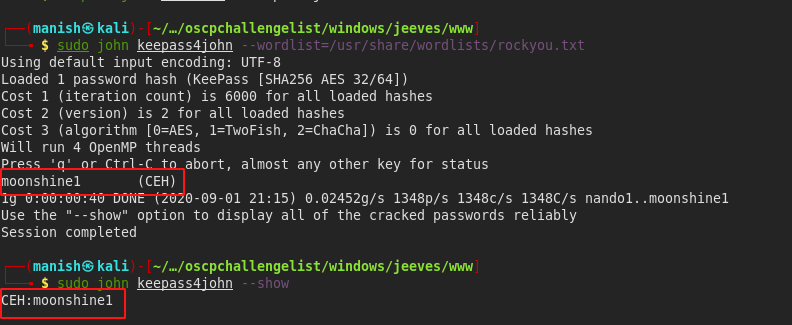 ┌──(manish㉿kali)-[~/…/oscpchallengelist/windows/jeeves/www]
└─• $ sudo john keepass4john --wordlist=/usr/share/wordlists/rockyou.txt
Using default input encoding: UTF-8
Loaded 1 password hash (KeePass [SHA256 AES 32/64])
Cost 1 (iteration count) is 6000 for all loaded hashes
Cost 2 (version) is 2 for all loaded hashes
Cost 3 (algorithm [0=AES, 1=TwoFish, 2=ChaCha]) is 0 for all loaded hashes
Will run 4 OpenMP threads
Press 'q' or Ctrl-C to abort, almost any other key for status
moonshine1       (CEH)
1g 0:00:00:40 DONE (2020-09-01 21:15) 0.02452g/s 1348p/s 1348c/s 1348C/s nando1..moonshine1
Use the "--show" option to display all of the cracked passwords reliably
Session completed
┌──(manish㉿kali)-[~/…/oscpchallengelist/windows/jeeves/www]
└─• $ sudo john keepass4john --show
CEH:moonshine1